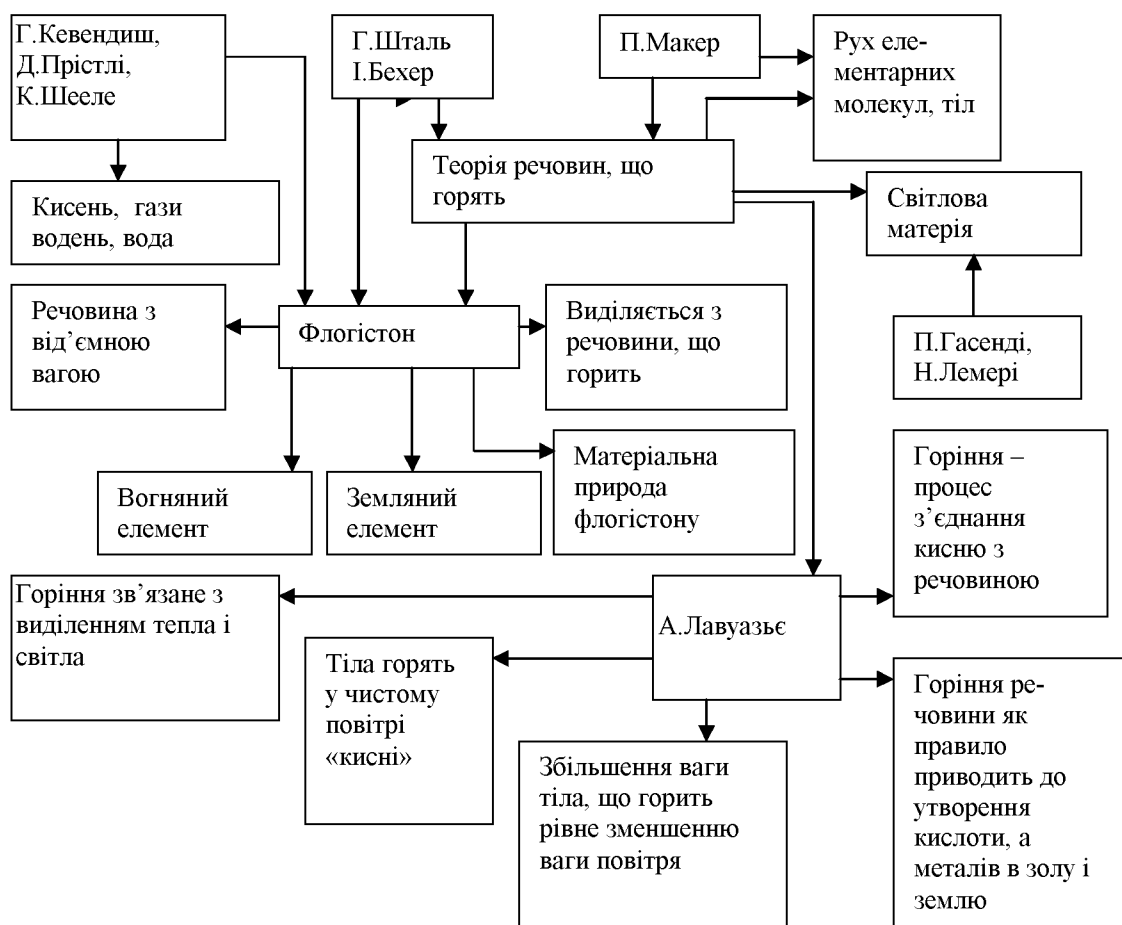 Г.Кевендиш,
Д.Прістлі,
К.Шееле
Г.Шталь
І.Бехер
П.Макер
Рух еле-
ментарних
молекул, тіл
Теорія речовин, що
горять
Кисень, гази
водень, вода
Світлова
матерія
Речовина з
від’ємною
вагою
Флогістон
Виділяється з
речовини, що
горить
П.Гасенді,
Н.Лемері
Вогняний
елемент
Земляний
елемент
Матеріальна
природа
флогістону
Горіння –
процес
з’єднання
кисню з
речовиною
Горіння зв’язане з
виділенням тепла і
світла
А.Лавуазьє
Тіла горять
у чистому
повітрі
«кисні»
Збільшення ваги
тіла, що горить
рівне зменшенню
ваги повітря
Горіння ре-
човини як
правило
приводить до
утворення
кислоти, а
металів в золу і
землю